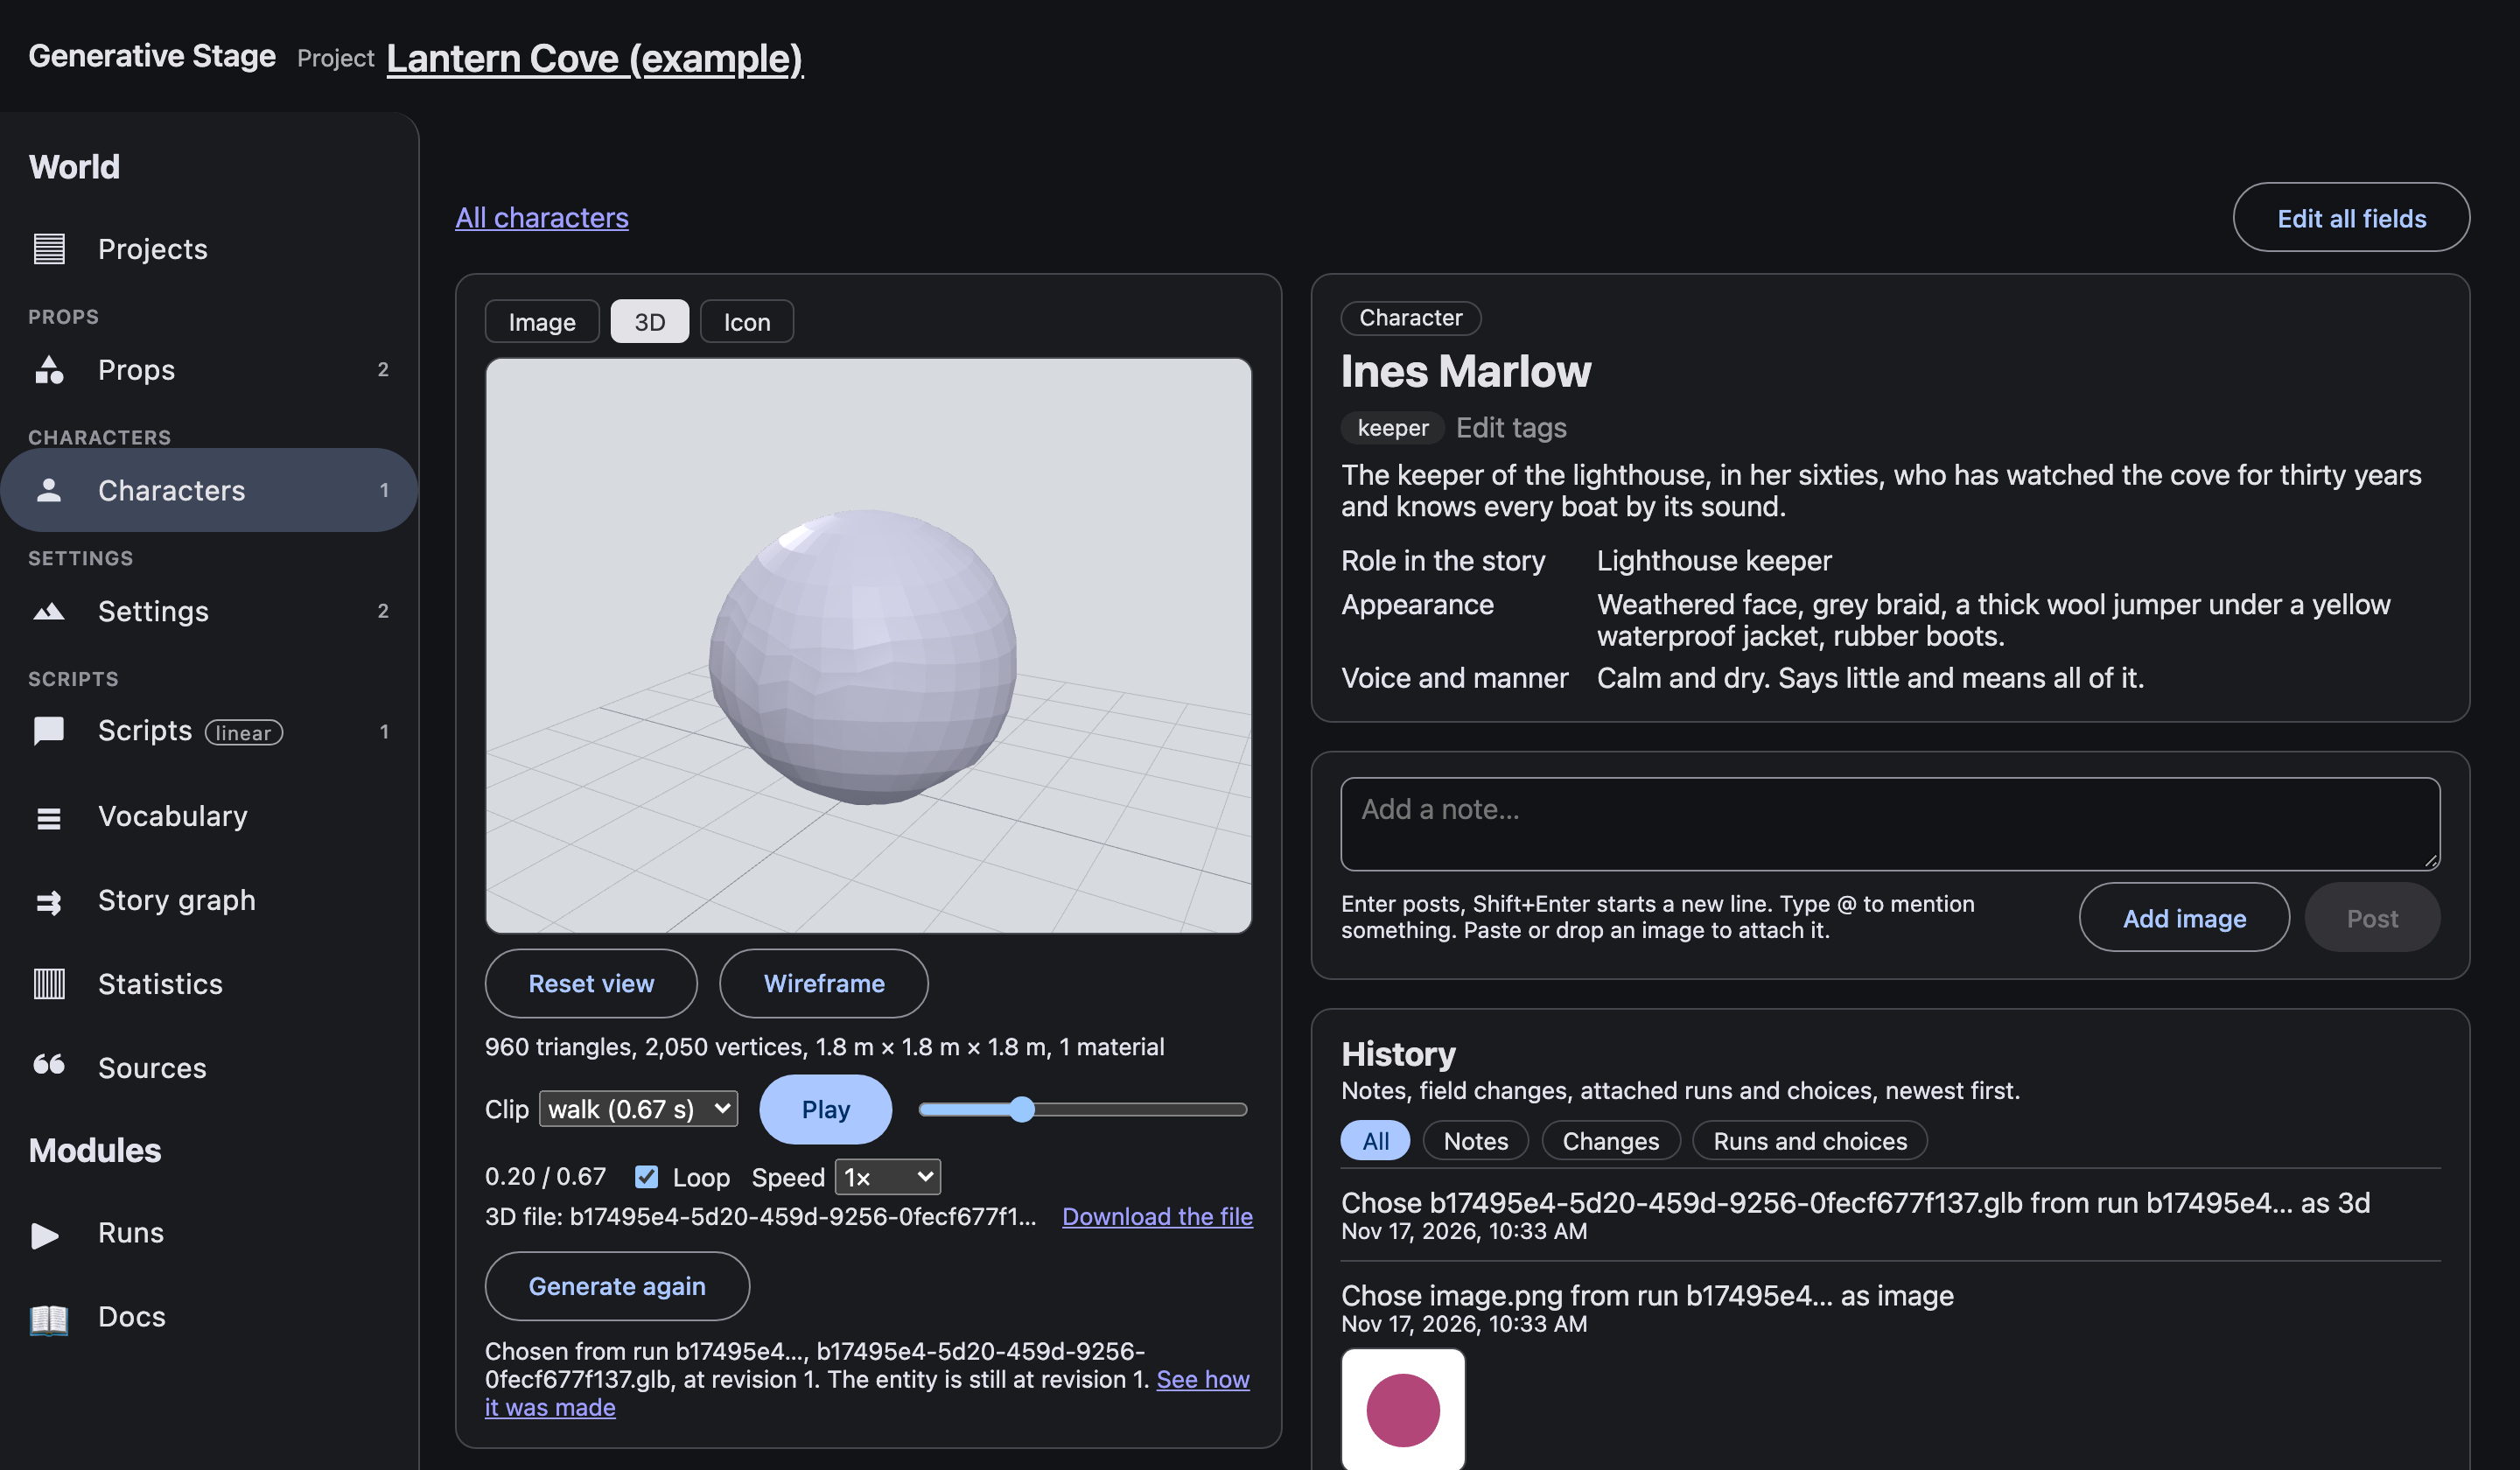 Generative Stage Project Lantern Cove (example)
World
Projects
PROPS
Props 2
CHARACTERS
Characters 1
SETTINGS
Settings 2
SCRIPTS
Scripts linear 1
Vocabulary
Story graph
Statistics
Sources
Modules
Runs
Docs
All characters
Edit all fields
Image 3D Icon
Reset view Wireframe
960 triangles, 2,050 vertices, 1.8 m × 1.8 m × 1.8 m, 1 material
Clip walk (0.67 s) Play
0.20 / 0.67 Loop Speed 1×
3D file: b17495e4-5d20-459d-9256-0fecf677f1... Download the file
Generate again
Chosen from run b17495e4..., b17495e4-5d20-459d-9256-
0fecf677f137.glb, at revision 1. The entity is still at revision 1. See how
it was made
Character
Ines Marlow
keeper Edit tags
The keeper of the lighthouse, in her sixties, who has watched the cove for thirty years
and knows every boat by its sound.
Role in the story Lighthouse keeper
Appearance Weathered face, grey braid, a thick wool jumper under a yellow
waterproof jacket, rubber boots.
Voice and manner Calm and dry. Says little and means all of it.
Add a note...
Enter posts, Shift+Enter starts a new line. Type @ to mention
something. Paste or drop an image to attach it.
Add image Post
History
Notes, field changes, attached runs and choices, newest first.
All Notes Changes Runs and choices
Chose b17495e4-5d20-459d-9256-0fecf677f137.glb from run b17495e4... as 3d
Nov 17, 2026, 10:33 AM
Chose image.png from run b17495e4... as image
Nov 17, 2026, 10:33 AM